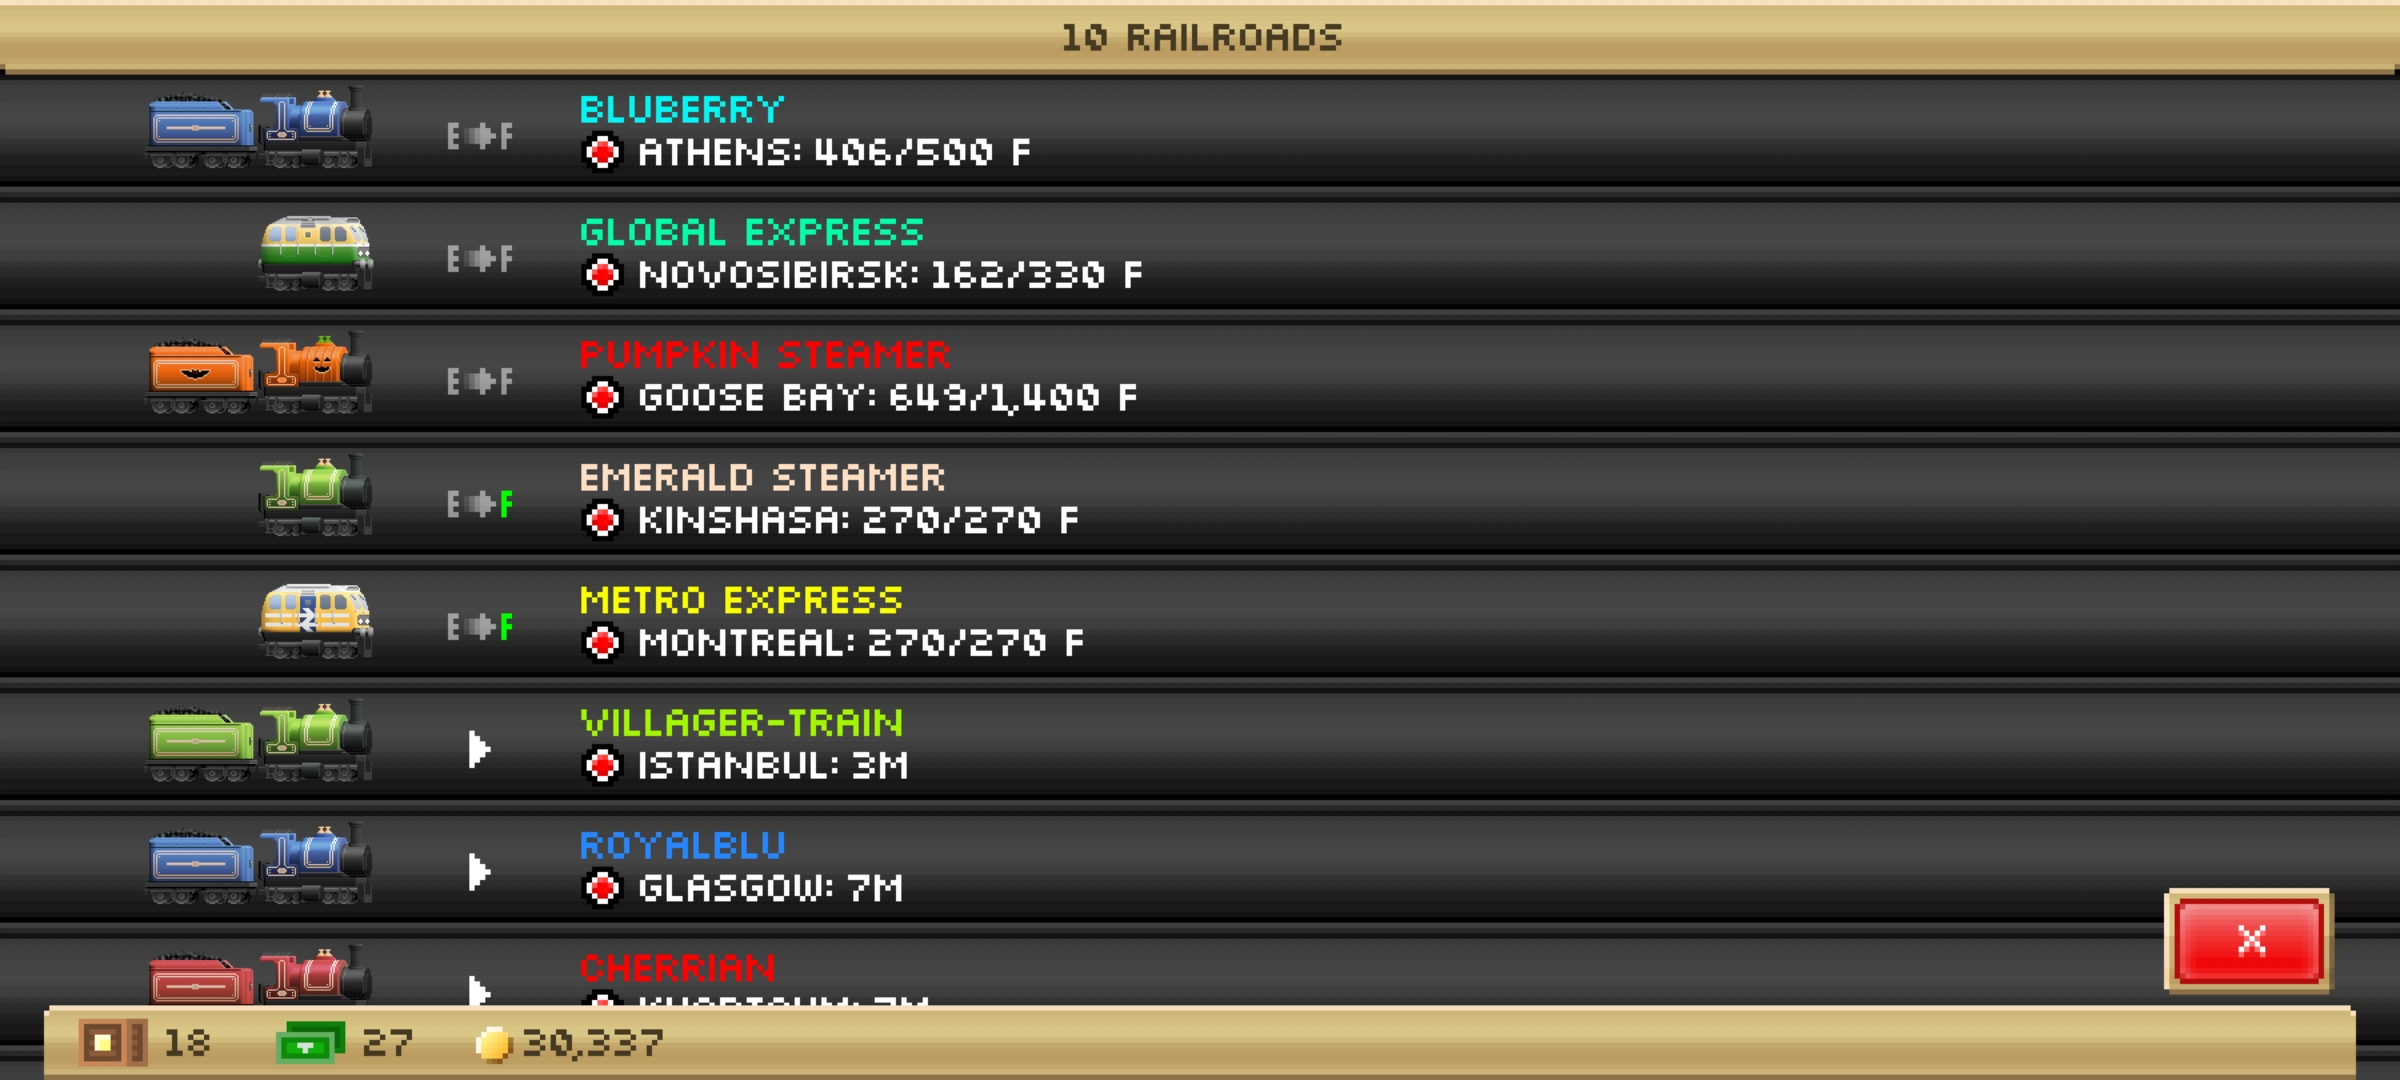 10 RAILROADS
BLUBERRY
E F ATHENS: 406/500 F
GLOBAL EXPRESS
E F NOVOSIBIRSK: 162/330 F
PUMPKIN STEAMER
E F GOOSE BAY: 649/1,400 F
EMERALD STEAMER
E F KINSHASA: 270/270 F
METRO EXPRESS
E F MONTREAL: 270/270 F
VILLAGER-TRAIN
ISTANBUL: 3M
ROYALBLU
GLASGOW: 7M
X
CHERRIAN
18 27 30,337